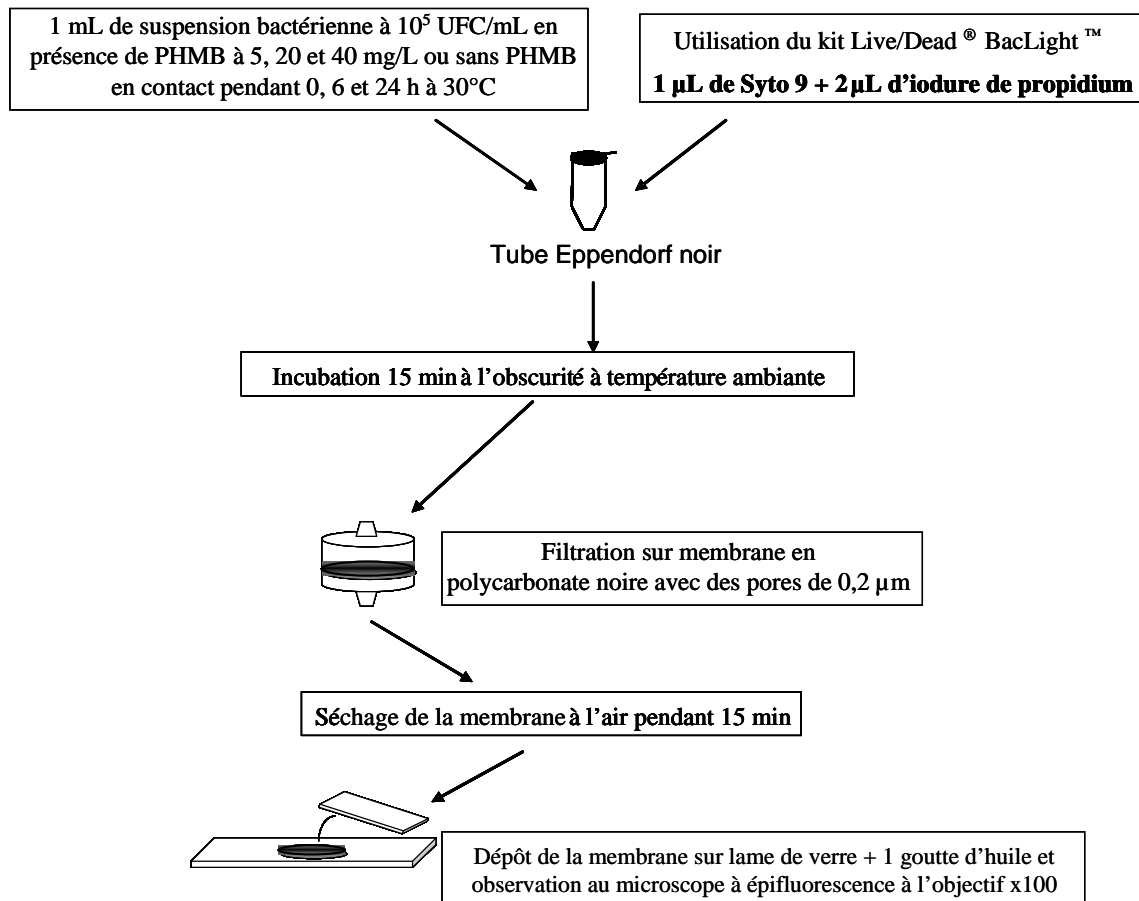 1 mL de suspension bactérienne à 10⁵ UFC/mL en
présence de PHMB à 5, 20 et 40 mg/L ou sans PHMB
en contact pendant 0, 6 et 24 h à 30°C
Utilisation du kit Live/Dead ® BacLight ™
1 µL de Syto 9 + 2 µL d’iodure de propidium
Tube Eppendorf noir
Incubation 15 min à l’obscurité à température ambiante
Filtration sur membrane en
polycarbonate noire avec des pores de 0,2 µm
Séchage de la membrane à l’air pendant 15 min
Dépôt de la membrane sur lame de verre + 1 goutte d’huile et
observation au microscope à épifluorescence à l’objectif x100